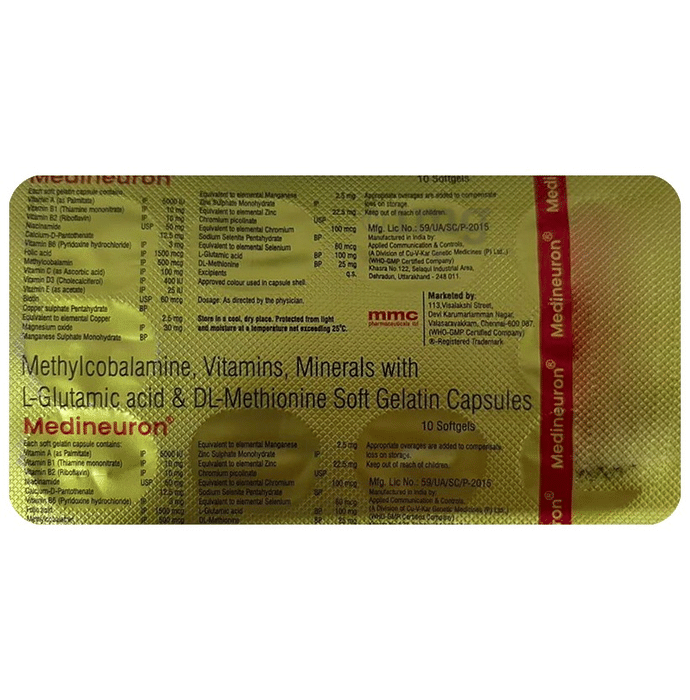 Medineuron
10 Softgels
Each soft gelatin capsule contains:
Vitamin A (as Palmitate) IP 5000 IU
Vitamin B1 (Thiamine mononitrate) IP 10 mg
Vitamin B2 (Riboflavin) IP 10 mg
Niacinamide IP 50 mg
Calcium-D-Pantothenate IP 12.5 mg
Vitamin B6 (Pyridoxine hydrochloride) IP 3 mg
Folic acid IP 1500 mcg
Methylcobalamin 500 mcg
Vitamin C (as Ascorbic acid) IP 100 mg
Vitamin D3 (Cholecalciferol) IP 400 IU
Vitamin E IP 25 IU
Biotin USP 60 mcg
Copper sulphate Pentahydrate BP
Equivalent to elemental Copper 2.5 mg
Magnesium oxide IP 30 mg
Manganese Sulphate Monohydrate BP
Equivalent to elemental Manganese 2.5 mg
Zinc Sulphate Monohydrate BP
Equivalent to elemental Zinc 22.5 mg
Chromium picolinate USP
Equivalent to elemental Chromium 100 mcg
Sodium Selenite Pentahydrate BP
Equivalent to elemental Selenium 60 mcg
L-Glutamic acid BP 100 mg
DL-Methionine BP 25 mg
Excipients q.s.
Approved colour used in capsule shell.
Dosage: As directed by the physician.
Store in a cool, dry place. Protected from light
and moisture at a temperature not exceeding 25°C.
Appropriate overages are added to compensate
loss on storage.
Keep out of reach of children.
Mfg. Lic No.: 59/UA/SC/P-2015
Manufactured in India by:
Applied Communication & Controls,
(A Division of Cu-V-Kar Genetic Medicines (P) Ltd.,)
(WHO-GMP Certified Company)
Khasra No.122, Selaqui Industrial Area,
Dehradun, Uttarakhand - 248 011.
mmc
pharmaceuticals
Marketed by:
113,Visalakshi Street,
Devi Karumariamman Nagar,
Valasaravakkam, Chennai-600 087.
(WHO-GMP Certified Company)
®-Registered Trademark
Methylcobalamine, Vitamins, Minerals with
L-Glutamic acid & DL-Methionine Soft Gelatin Capsules
Medineuron®
10 Softgels
Each soft gelatin capsule contains:
Vitamin A (as Palmitate) IP 5000 IU
Vitamin B1 (Thiamine mononitrate) IP 10 mg
Vitamin B2 (Riboflavin) IP 10 mg
Niacinamide IP 50 mg
Calcium-D-Pantothenate IP 12.5 mg
Vitamin B6 (Pyridoxine hydrochloride) IP 3 mg
Folic acid IP 1500 mcg
Methylcobalamin 500 mcg
Equivalent to elemental Manganese 2.5 mg
Zinc Sulphate Monohydrate BP
Equivalent to elemental Zinc 22.5 mg
Chromium picolinate USP
Equivalent to elemental Chromium 100 mcg
Sodium Selenite Pentahydrate BP
Equivalent to elemental Selenium 60 mcg
L-Glutamic acid BP 100 mg
DL-Methionine BP 25 mg
Appropriate overages are added to compensate
loss on storage.
Keep out of reach of children.
Mfg. Lic No.: 59/UA/SC/P-2015
Manufactured in India by:
Applied Communication & Controls,
(A Division of Cu-V-Kar Genetic Medicines (P) Ltd.,)
(WHO-GMP Certified Company)
Medineuron®
Medineuron®
Medineuron®